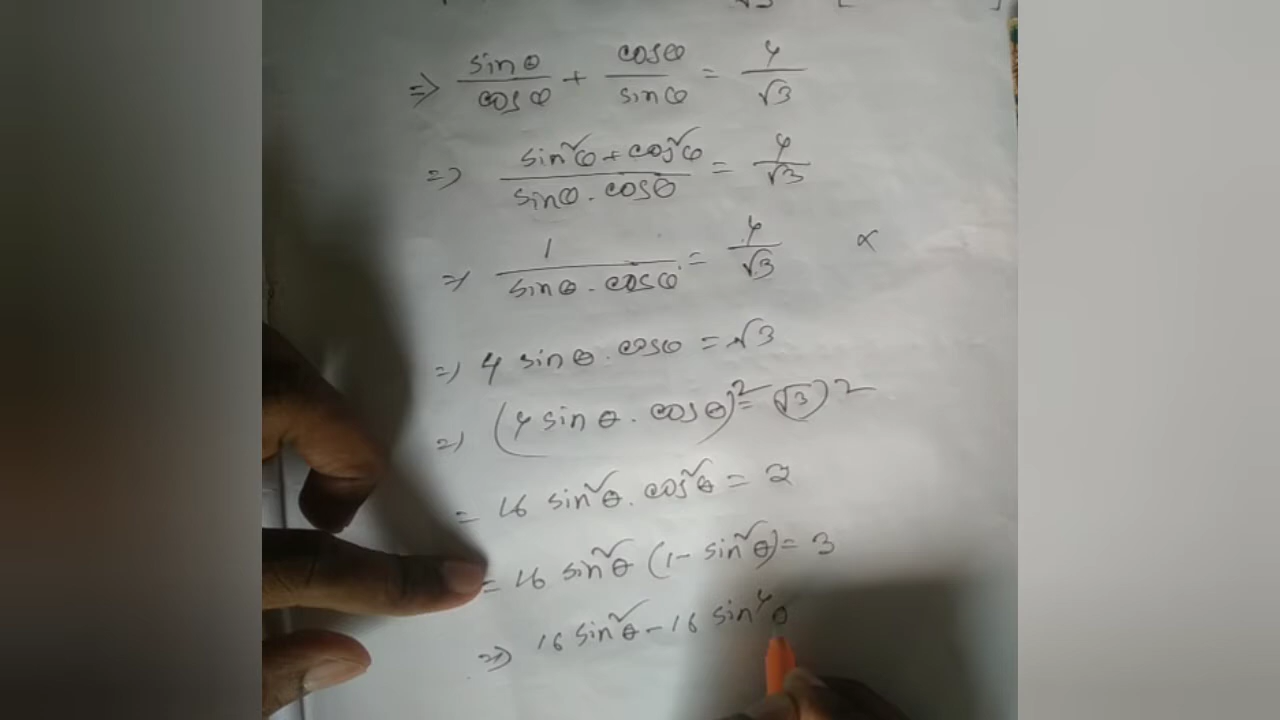 ⇒ sinθ/cosθ + cosθ/sinθ = 4/√3
⇒ sin²θ + cos²θ / sinθ . cosθ = 4/√3
⇒ 1 / sinθ . cosθ = 4/√3 ∝
⇒ 4 sinθ . cosθ = √3
⇒ (4 sinθ . cosθ)² = (√3)²
= 16 sin²θ . cos²θ = 3
= 16 sin²θ (1 - sin²θ) = 3
⇒ 16 sin²θ - 16 sin⁴θ